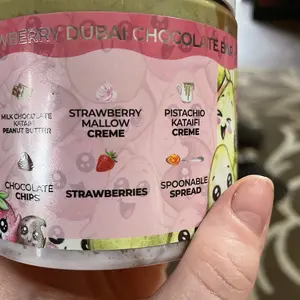 WBERRY DUBAI CHOCOLATE BAR
MILK CHOCOLATE
KATAIFI
PEANUT BUTTER
STRAWBERRY
MALLOW
CREME
PISTACHIO
KATAIFI
CREME
CHOCOLATE
CHIPS
STRAWBERRIES
SPOONABLE
SPREAD